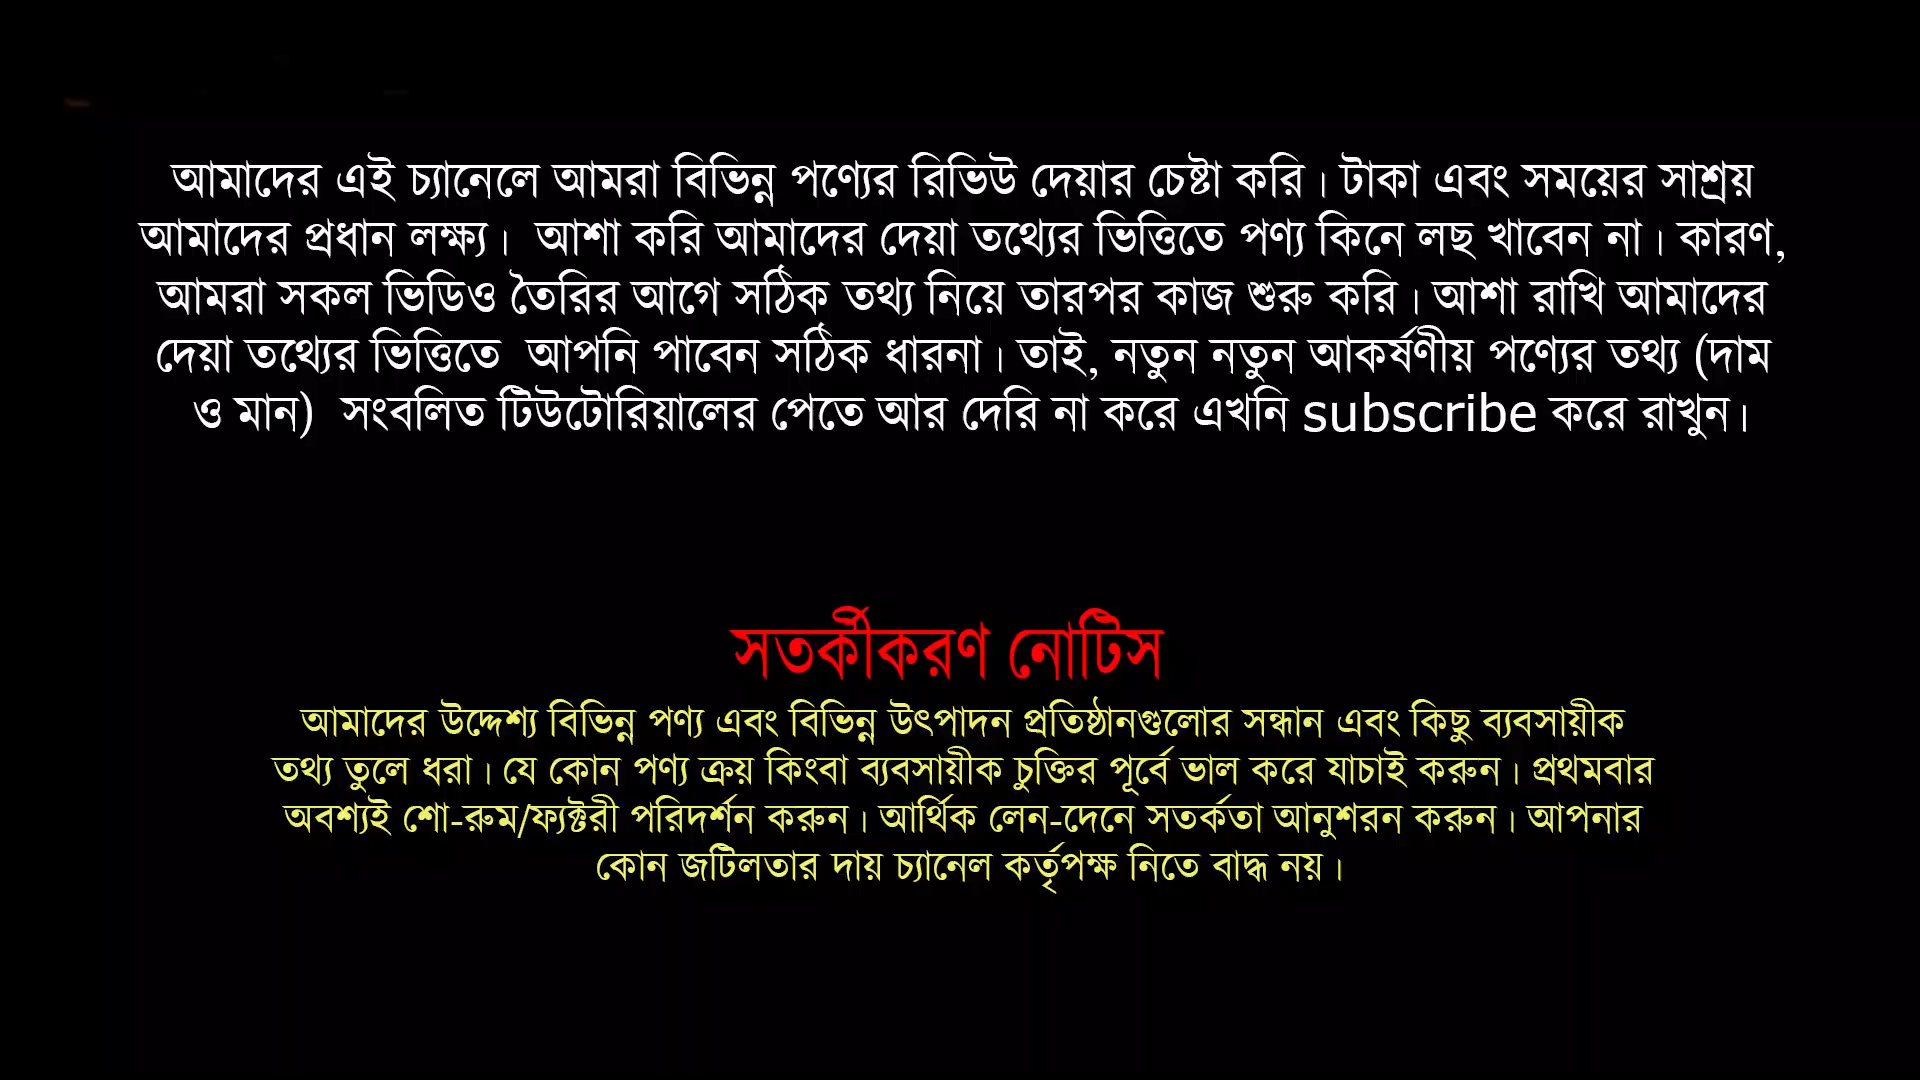 আমাদের এই চ্যানেলে আমরা বিভিন্ন পণ্যের রিভিউ দেয়ার চেষ্টা করি। টাকা এবং সময়ের সাশ্রয়
আমাদের প্রধান লক্ষ্য।  আশা করি আমাদের দেয়া তথ্যের ভিত্তিতে পণ্য কিনে লছ খাবেন না। কারণ,
আমরা সকল ভিডিও তৈরির আগে সঠিক তথ্য নিয়ে তারপর কাজ শুরু করি। আশা রাখি আমাদের
দেয়া তথ্যের ভিত্তিতে  আপনি পাবেন সঠিক ধারনা। তাই, নতুন নতুন আকর্ষণীয় পণ্যের তথ্য (দাম
ও মান)  সংবলিত টিউটোরিয়ালের পেতে আর দেরি না করে এখনি subscribe করে রাখুন।
সতর্কীকরণ নোটিস
আমাদের উদ্দেশ্য বিভিন্ন পণ্য এবং বিভিন্ন উৎপাদন প্রতিষ্ঠানগুলোর সন্ধান এবং কিছু ব্যবসায়ীক
তথ্য তুলে ধরা। যে কোন পণ্য ক্রয় কিংবা ব্যবসায়ীক চুক্তির পূর্বে ভাল করে যাচাই করুন। প্রথমবার
অবশ্যই শো-রুম/ফ্যক্টরী পরিদর্শন করুন। আর্থিক লেন-দেনে সতর্কতা আনুশরন করুন। আপনার
কোন জটিলতার দায় চ্যানেল কর্তৃপক্ষ নিতে বাদ্ধ নয়।